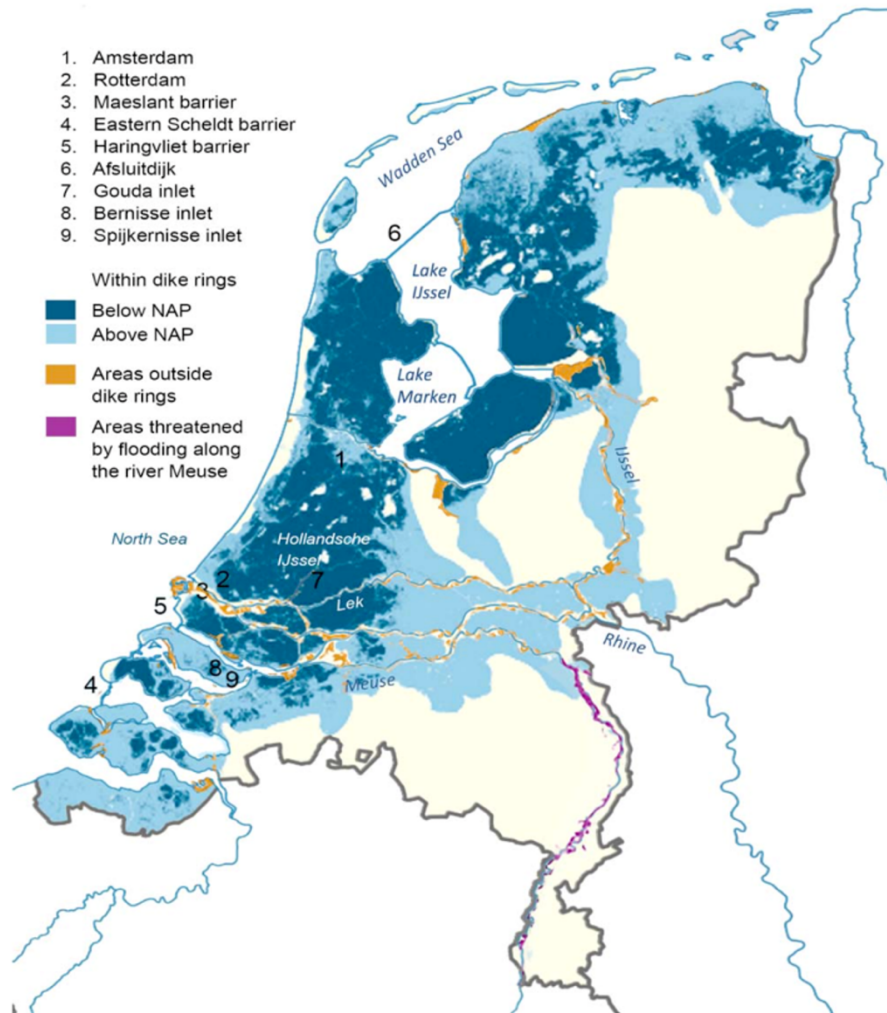 1. Amsterdam
2. Rotterdam
3. Maeslant barrier
4. Eastern Scheldt barrier
5. Haringvliet barrier
6. Afsluitdijk
7. Gouda inlet
8. Bernisse inlet
9. Spijkernisse inlet
Within dike rings
Below NAP
Above NAP
Areas outside
dike rings
Areas threatened
by flooding along
the river Meuse
Wadden Sea
6
Lake
IJssel
Lake
Marken
1
IJssel
North Sea
Hollandsche
IJssel
2
3
7
5
Lek
Rhine
8
9
4
Meuse